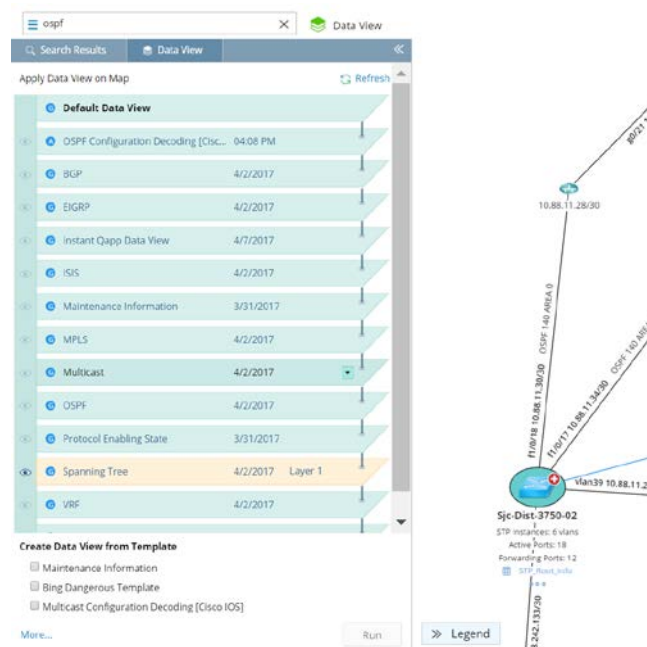 ospf
Data View
Search Results
Data View
Apply Data View on Map
Refresh
Default Data View
OSPF Configuration Decoding [Cisc... 04:08 PM
BGP 4/2/2017
EIGRP 4/2/2017
Instant Qapp Data View 4/7/2017
ISIS 4/2/2017
Maintenance Information 3/31/2017
MPLS 4/2/2017
Multicast 4/2/2017
OSPF 4/2/2017
Protocol Enabling State 3/31/2017
Spanning Tree 4/2/2017 Layer 1
VRF 4/2/2017
Create Data View from Template
Maintenance Information
Bing Dangerous Template
Multicast Configuration Decoding [Cisco IOS]
More...
Run
Legend
10.88.11.28/30
OSPF 140 AREA 0
f1/0/18 10.88.11.30/30
OSPF 140 AREA
f1/0/17 10.88.11.34/30
vlan39 10.88.11.2
Sjc-Dist-3750-02
STP Instances: 6 vlans
Active Ports: 18
Forwarding Ports: 12
8.242.133/30